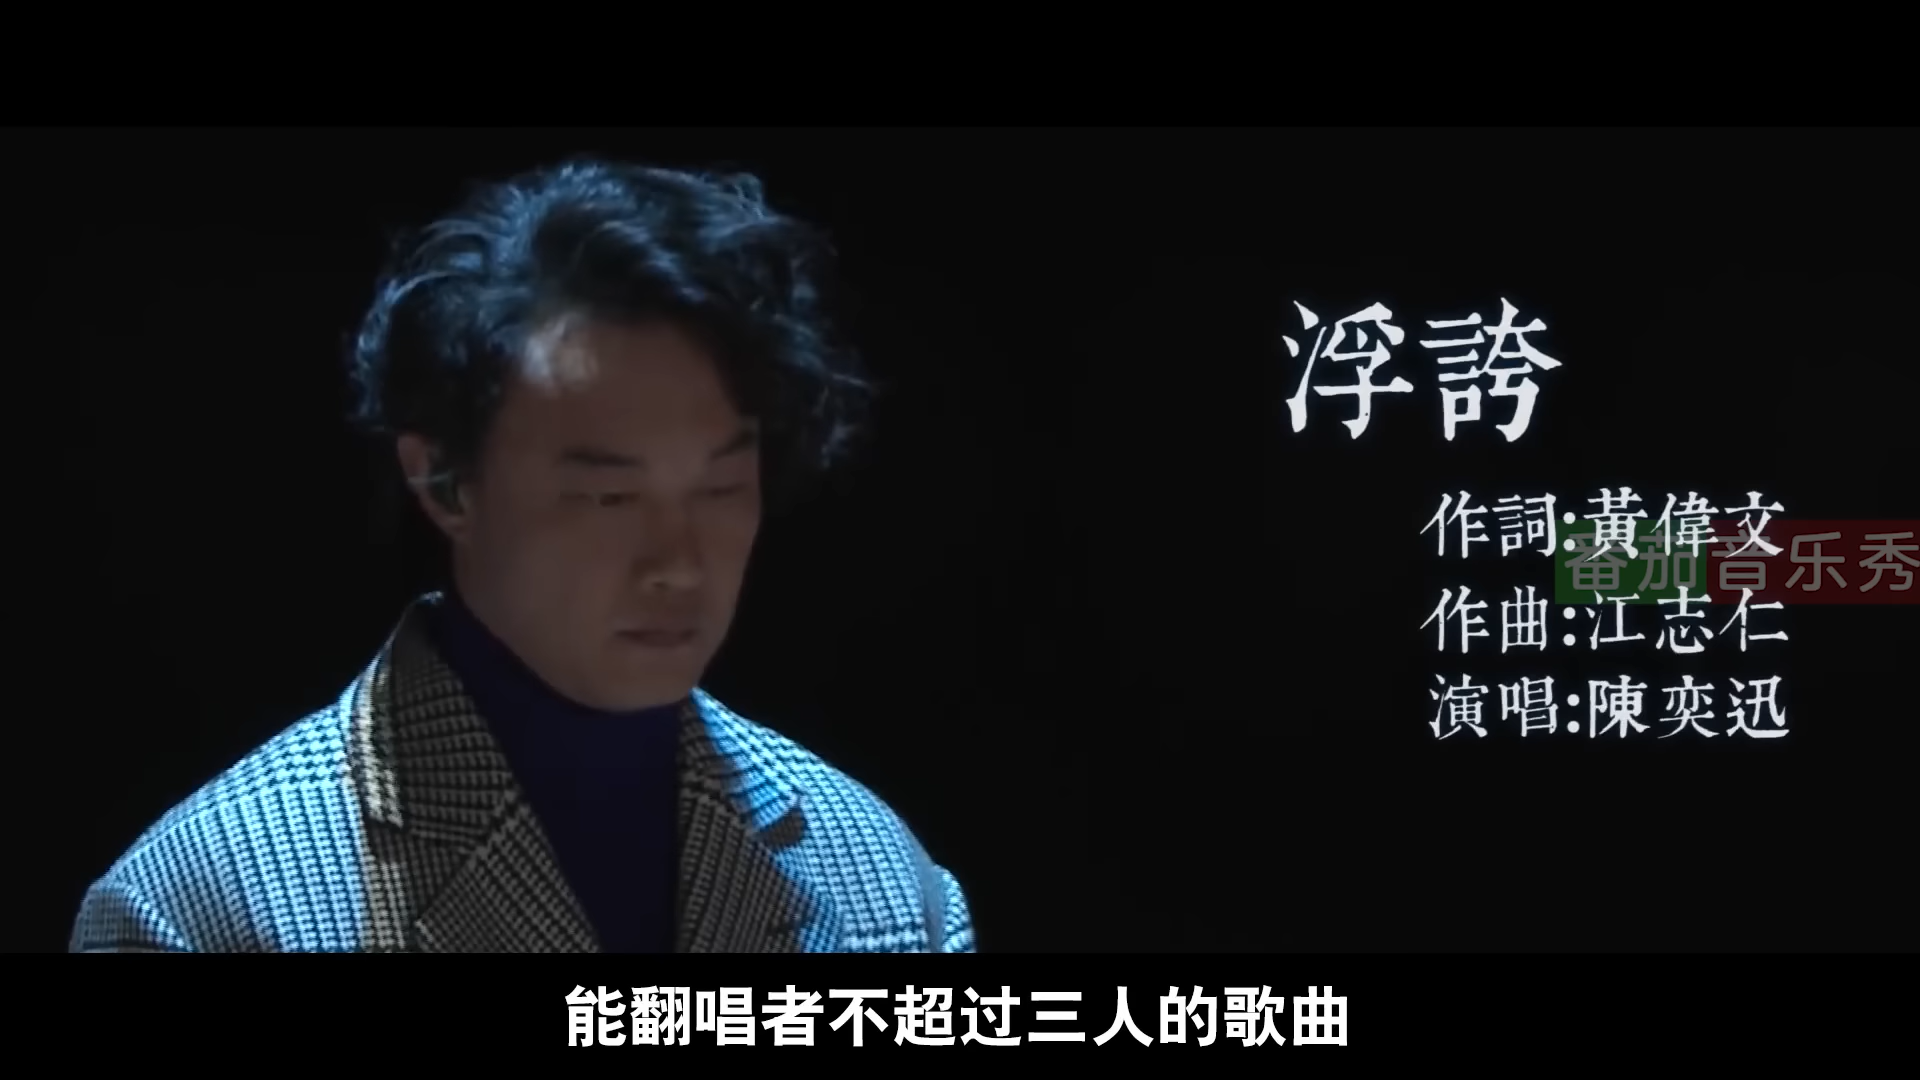 浮誇
作詞:黃偉文
番茄音乐秀
作曲:江志仁
演唱:陳奕迅
能翻唱者不超过三人的歌曲